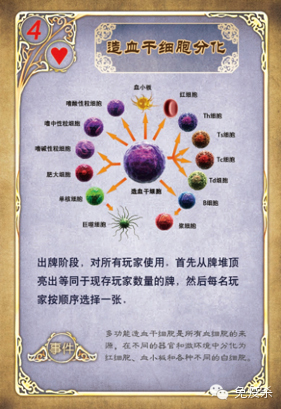 4
造血干细胞分化
血小板
嗜酸性粒细胞
红细胞
嗜中性粒细胞
Th细胞
Ts细胞
嗜碱性粒细胞
Tc细胞
肥大细胞
Td细胞
造血干细胞
单核细胞
B细胞
巨噬细胞
浆细胞
出牌阶段，对所有玩家使用。首先从牌堆顶
亮出等同于现存玩家数量的牌，然后每名玩
家按顺序选择一张。
事件
多功能造血干细胞是所有血细胞的来
源，在不同的器官和微环境中分化为
红细胞、血小板和各种不同的白细胞。
免疫杀